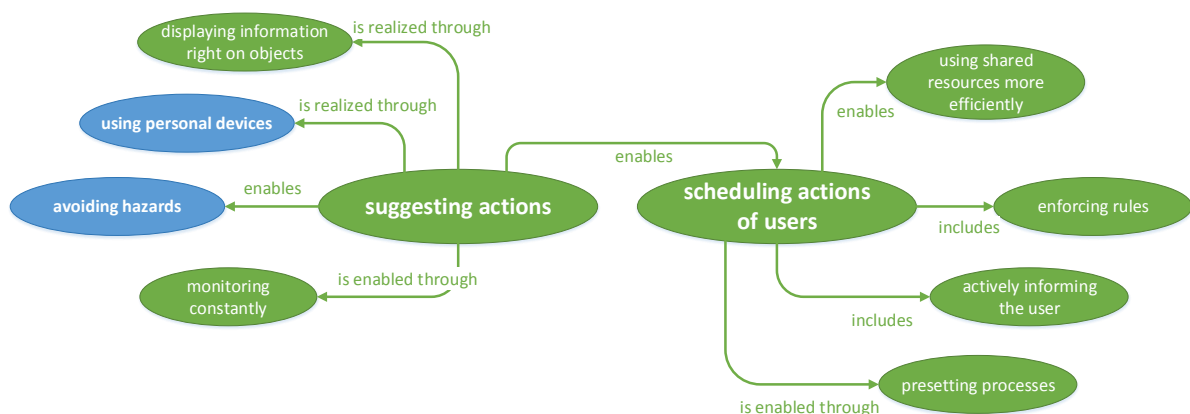 displaying information
right on objects
is realized through
using personal devices
is realized through
avoiding hazards
enables
suggesting actions
monitoring
constantly
is enabled through
enables
scheduling actions
of users
using shared
resources more
efficiently
enables
enforcing rules
includes
actively informing
the user
includes
presetting processes
is enabled through